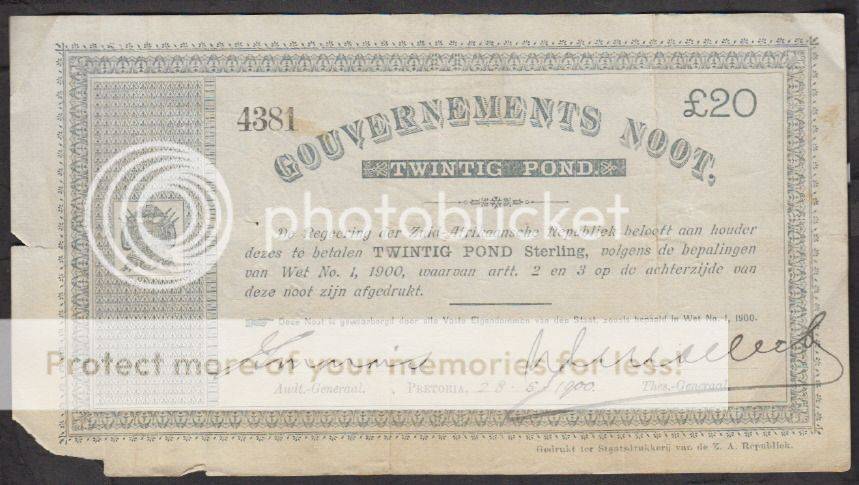 4381
£20
GOUVERNEMENTS NOOT,
TWINTIG POND.
photobucket
De Regeering der Zuid-Afrikaansche Republiek belooft aan houder
dezes te betalen TWINTIG POND Sterling, volgens de bepalingen
van Wet No. 1, 1900, waarvan artt. 2 en 3 op de achterzijde van
deze noot zijn afgedrukt.
Deze Noot is gewaarborgd door alle Vaste Eigendommen van den Staat, zooals bepaald in Wet No. 1, 1900.
Protect more of your memories for less!
Audt.-Generaal. PRETORIA, 28-5-1900. Thes.-Generaal
Gedrukt ter Staatsdrukkerij van de Z. A. Republiek.